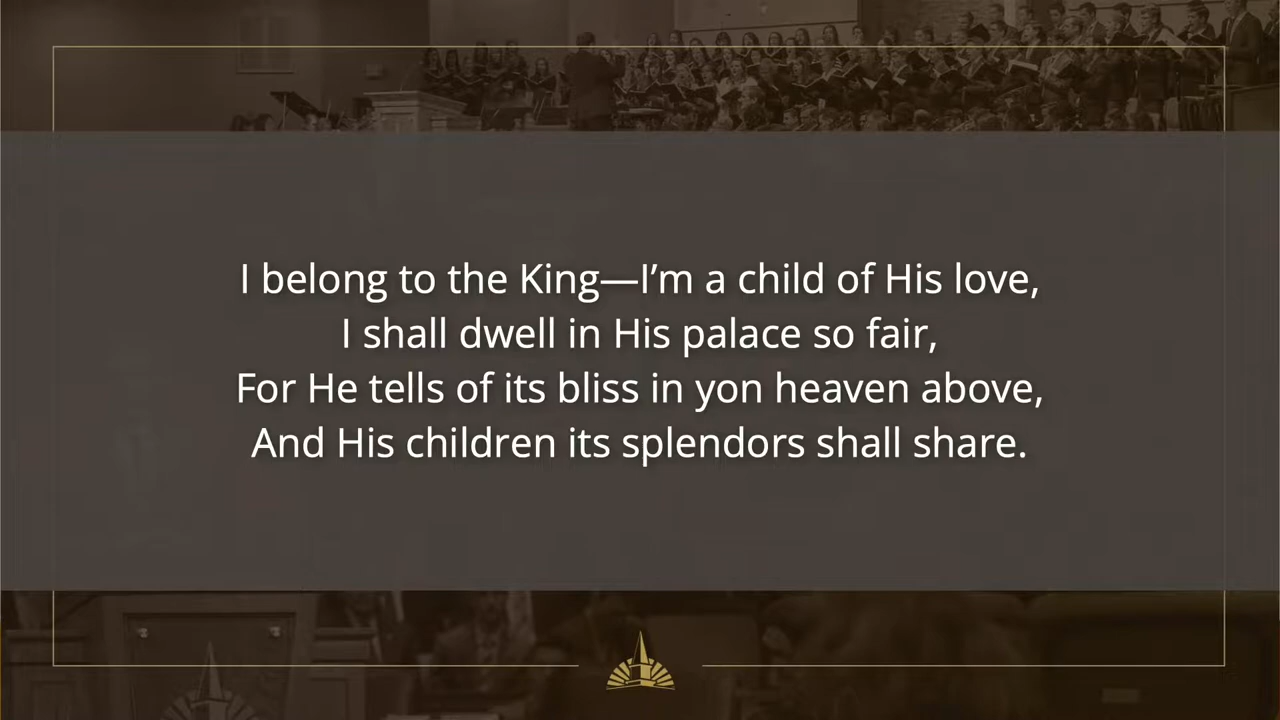 I belong to the King—I’m a child of His love,
I shall dwell in His palace so fair,
For He tells of its bliss in yon heaven above,
And His children its splendors shall share.